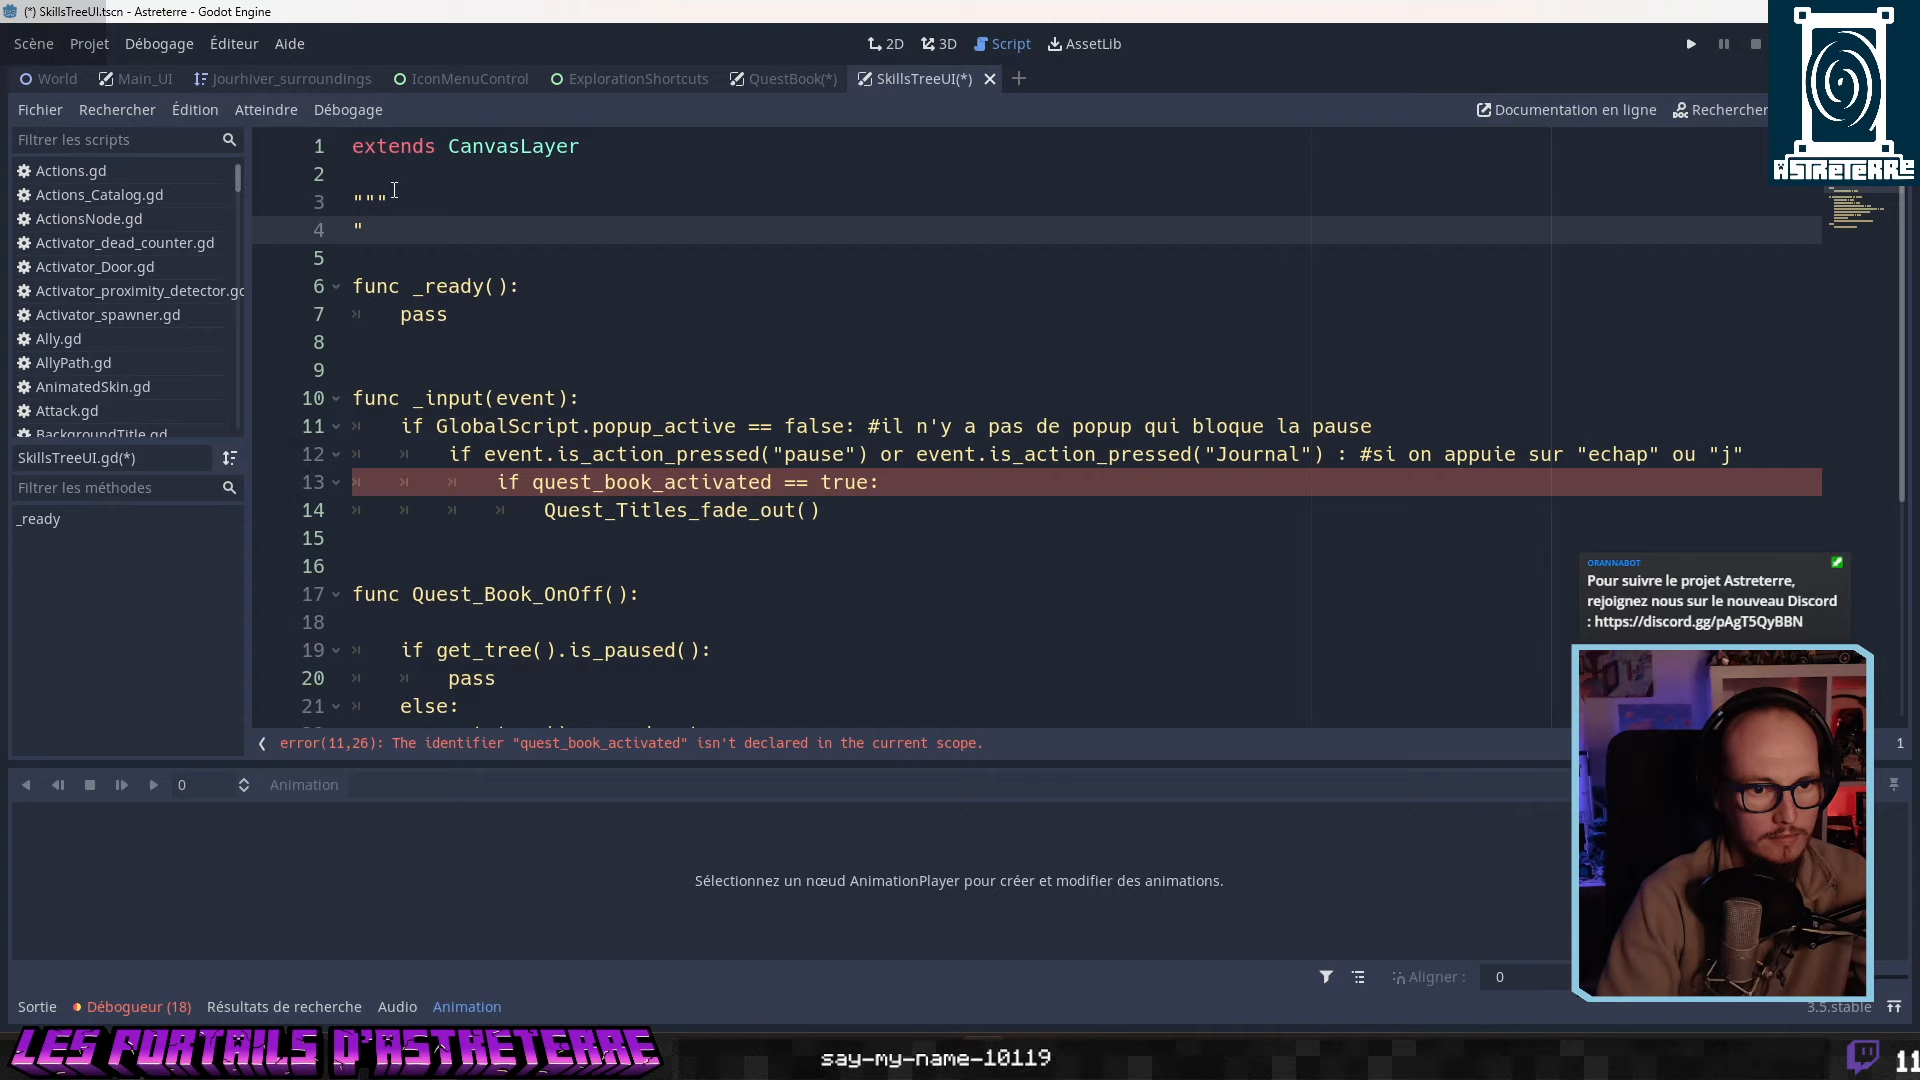 (*) SkillsTreeUI.tscn - Astreterre - Godot Engine
Scène Projet Débogage Éditeur Aide
2D 3D Script AssetLib
World Main_UI Jourhiver_surroundings IconMenuControl ExplorationShortcuts QuestBook(*) SkillsTreeUI(*)
Fichier Rechercher Édition Atteindre Débogage
Documentation en ligne Rechercher
ASTRETERRE
Filtrer les scripts
Actions.gd
Actions_Catalog.gd
ActionsNode.gd
Activator_dead_counter.gd
Activator_Door.gd
Activator_proximity_detector.gd
Activator_spawner.gd
Ally.gd
AllyPath.gd
AnimatedSkin.gd
Attack.gd
BackgroundTitle.gd
SkillsTreeUI.gd(*)
Filtrer les méthodes
_ready
1 extends CanvasLayer
2
3 """
4 "
5
6 func _ready():
7 pass
8
9
10 func _input(event):
11 if GlobalScript.popup_active == false: #il n'y a pas de popup qui bloque la pause
12 if event.is_action_pressed("pause") or event.is_action_pressed("Journal") : #si on appuie sur "echap" ou "j"
13 if quest_book_activated == true:
14 Quest_Titles_fade_out()
15
16
17 func Quest_Book_OnOff():
18
19 if get_tree().is_paused():
20 pass
21 else:
error(11,26): The identifier "quest_book_activated" isn't declared in the current scope.
1
ORANNABOT
Pour suivre le projet Astreterre,
rejoignez nous sur le nouveau Discord
: https://discord.gg/pAgT5QyBBN
0 Animation
Sélectionnez un nœud AnimationPlayer pour créer et modifier des animations.
Aligner : 0
Sortie Débogueur (18) Résultats de recherche Audio Animation
3.5.stable
LES PORTAILS D'ASTRETERRE
say-my-name-10119
11